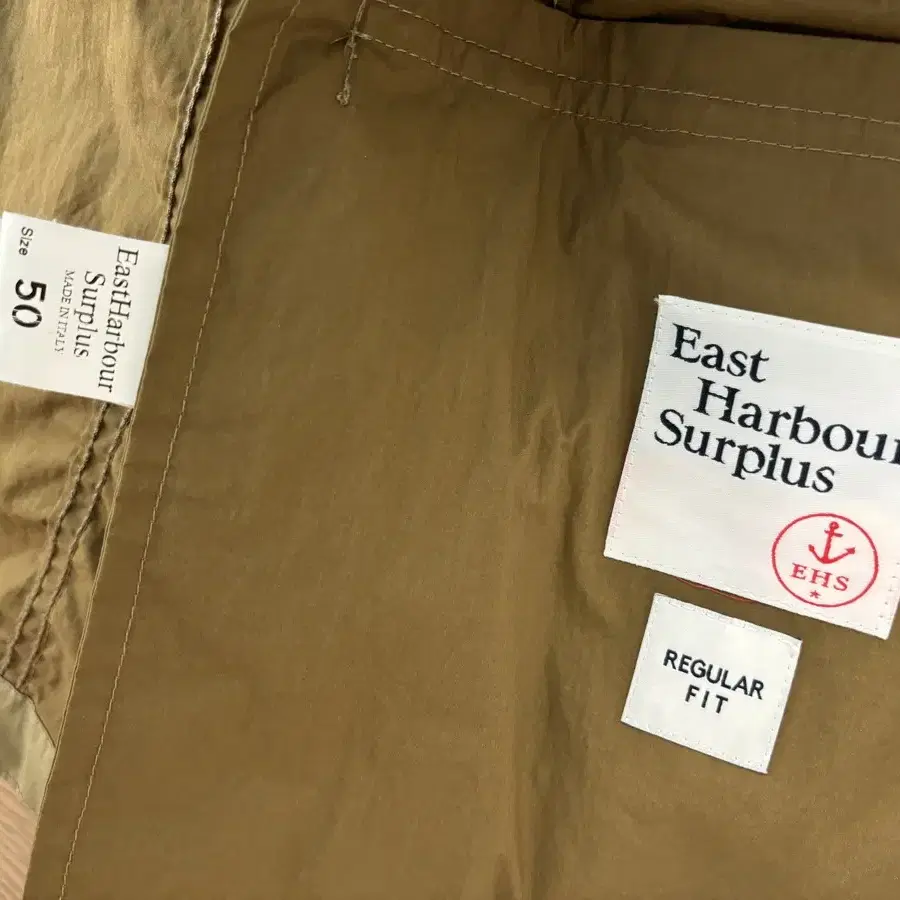 EastHarbour
Surplus
MADE IN ITALY
Size 50
East
Harbour
Surplus
EHS
REGULAR
FIT